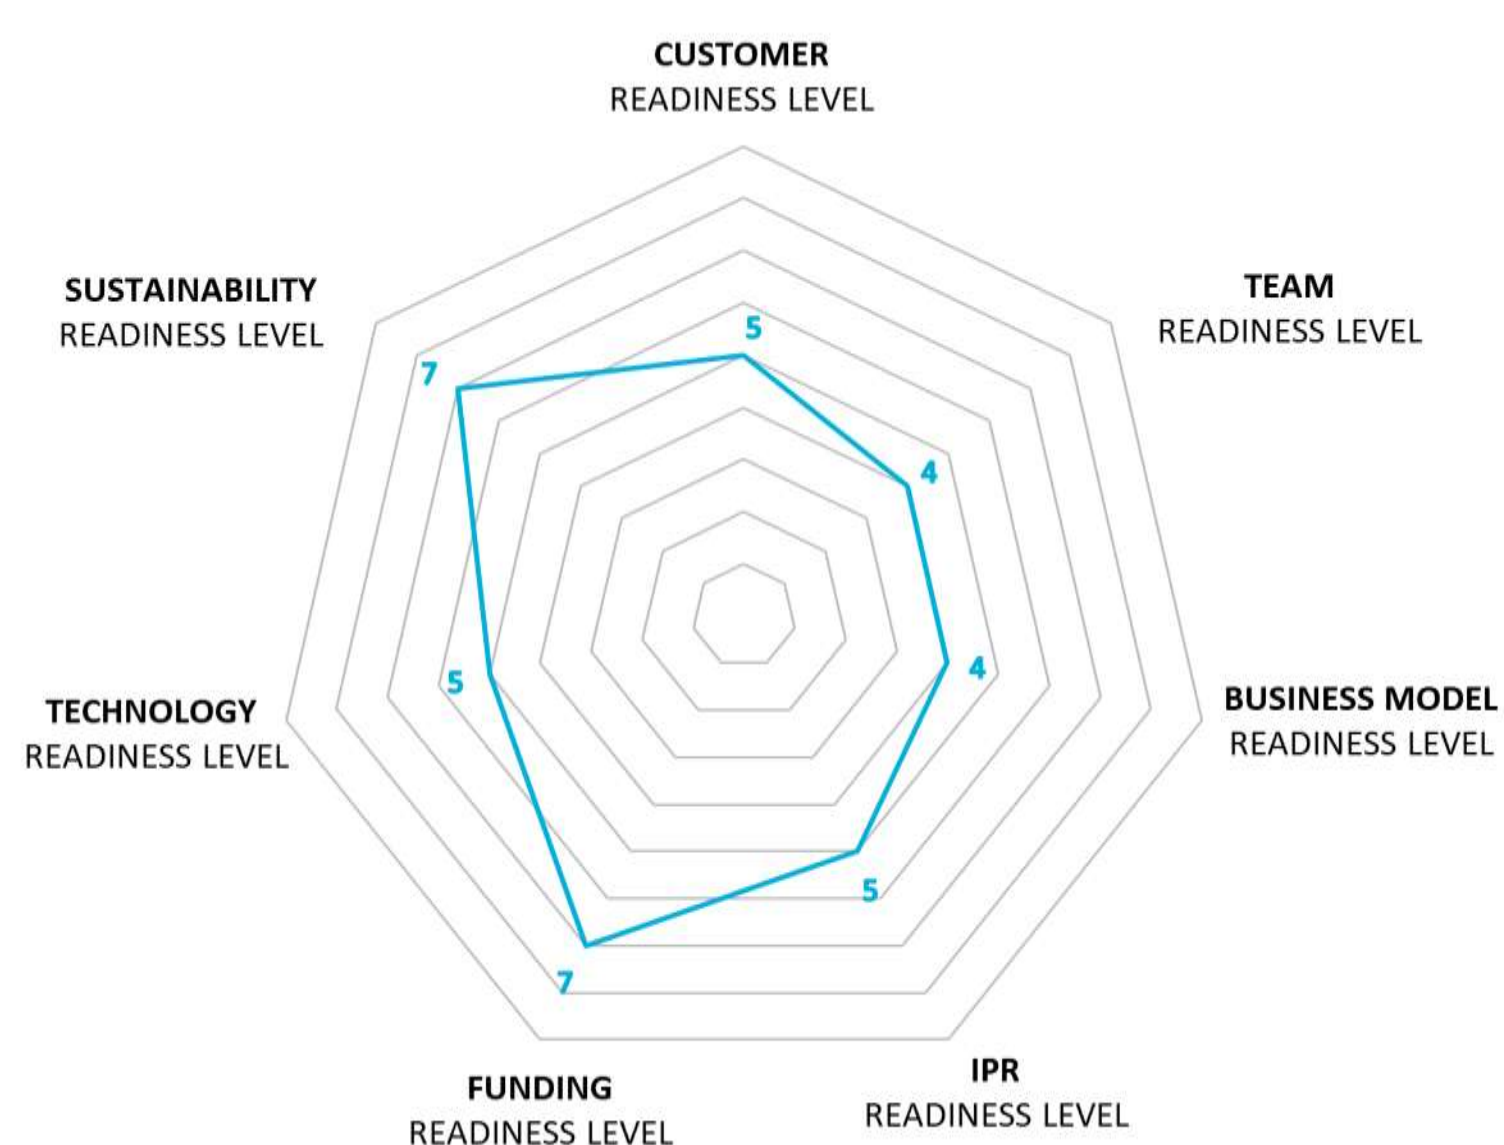 CUSTOMER
READINESS LEVEL
SUSTAINABILITY
READINESS LEVEL
TEAM
READINESS LEVEL
5
7
4
4
5
TECHNOLOGY
READINESS LEVEL
BUSINESS MODEL
READINESS LEVEL
5
7
FUNDING
READINESS LEVEL
IPR
READINESS LEVEL